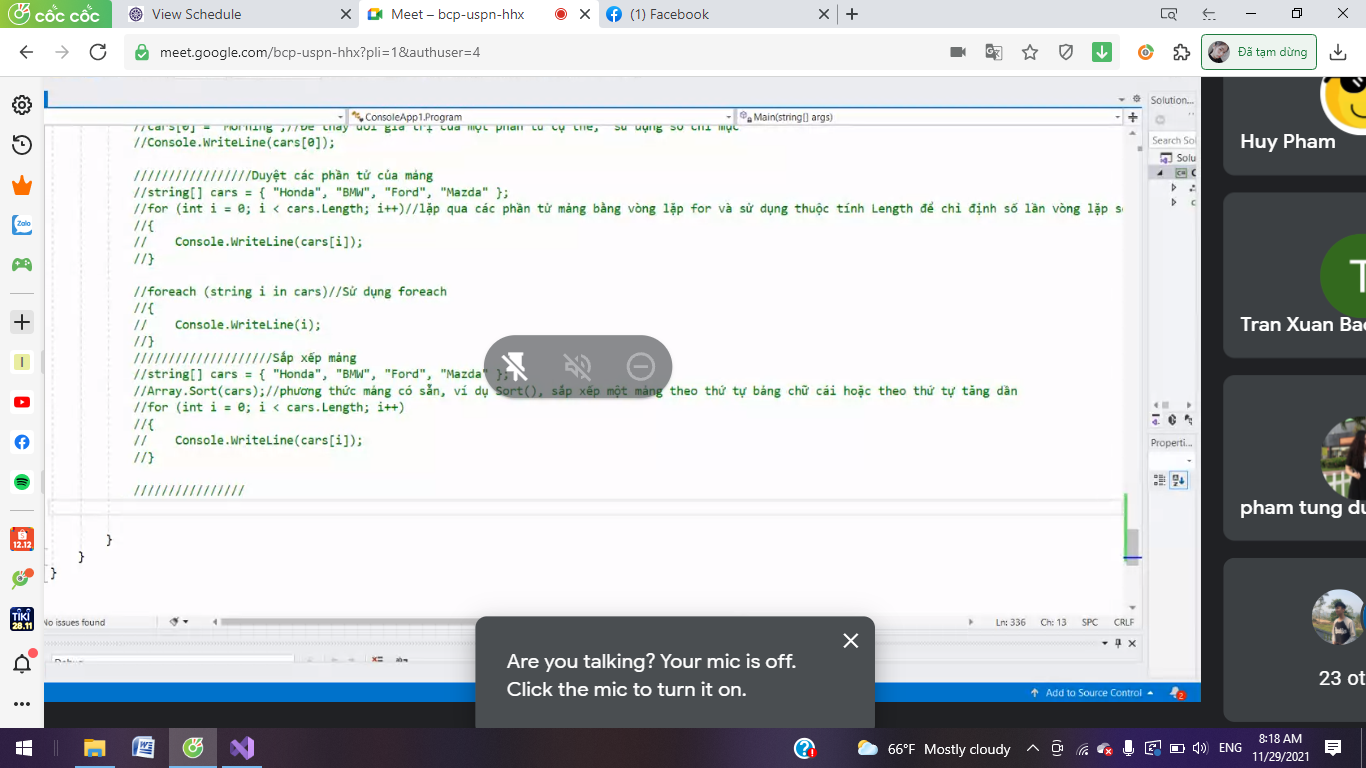 cốc cốc
View Schedule
Meet – bcp-uspn-hhx
(1) Facebook
meet.google.com/bcp-uspn-hhx?pli=1&authuser=4
Đã tạm dừng
ConsoleApp1.Program
Main(string[] args)
Solution...
//cars[0] = "Morning";//Để thay đổi giá trị của một phần tử cụ thể, sử dụng số chỉ mục
//Console.WriteLine(cars[0]);
/////////////////Duyệt các phần tử của mảng
//string[] cars = { "Honda", "BMW", "Ford", "Mazda" };
//for (int i = 0; i < cars.Length; i++)//lặp qua các phần tử mảng bằng vòng lặp for và sử dụng thuộc tính Length để chỉ định số lần vòng lặp
//{
// Console.WriteLine(cars[i]);
//}
//foreach (string i in cars)//Sử dụng foreach
//{
// Console.WriteLine(i);
//}
////////////////////Sắp xếp mảng
//string[] cars = { "Honda", "BMW", "Ford", "Mazda" };
//Array.Sort(cars);//phương thức mảng có sẵn, ví dụ Sort(), sắp xếp một mảng theo thứ tự bảng chữ cái hoặc theo thứ tự tăng dần
//for (int i = 0; i < cars.Length; i++)
//{
// Console.WriteLine(cars[i]);
//}
////////////////
}
}
}
Search So
Solu
Properti...
No issues found
Ln: 336 Ch: 13 SPC CRLF
Add to Source Control
2
Huy Pham
T
Tran Xuan Bac
pham tung du
23 ot
Are you talking? Your mic is off.
Click the mic to turn it on.
Zalo
12.12
TIKI
28.11
66°F Mostly cloudy
ENG
8:18 AM
11/29/2021